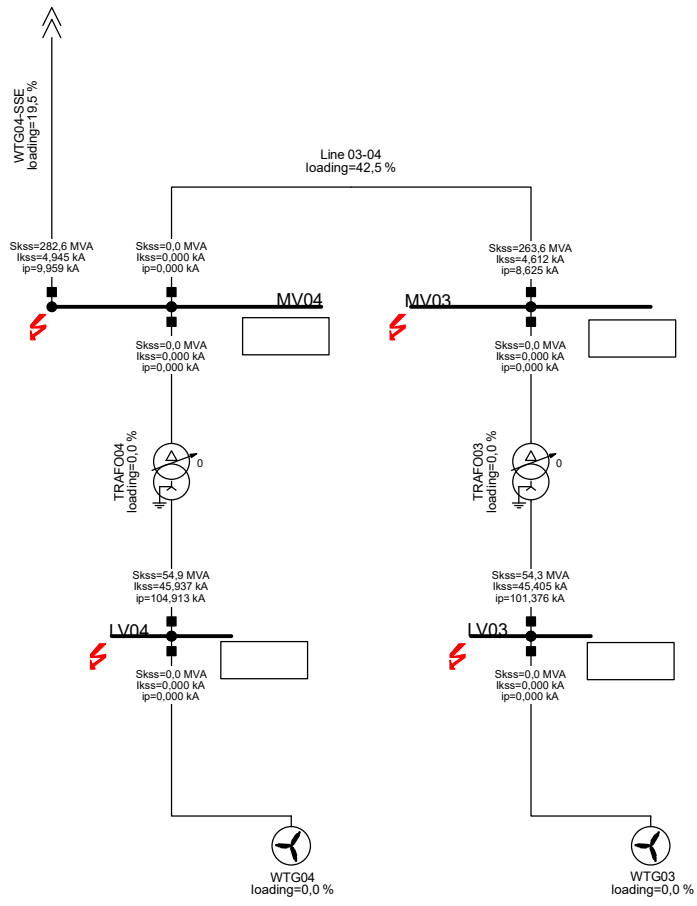 WTG04-SSE
loading=19,5 %
Line 03-04
loading=42,5 %
Skss=282,6 MVA
Ikss=4,945 kA
ip=9,959 kA
Skss=0,0 MVA
Ikss=0,000 kA
ip=0,000 kA
Skss=263,6 MVA
Ikss=4,612 kA
ip=8,625 kA
MV04
MV03
Skss=0,0 MVA
Ikss=0,000 kA
ip=0,000 kA
Skss=0,0 MVA
Ikss=0,000 kA
ip=0,000 kA
TRAFO04
loading=0,0 %
0
TRAFO03
loading=0,0 %
0
Skss=54,9 MVA
Ikss=45,937 kA
ip=104,913 kA
Skss=54,3 MVA
Ikss=45,405 kA
ip=101,376 kA
LV04
LV03
Skss=0,0 MVA
Ikss=0,000 kA
ip=0,000 kA
Skss=0,0 MVA
Ikss=0,000 kA
ip=0,000 kA
WTG04
loading=0,0 %
WTG03
loading=0,0 %